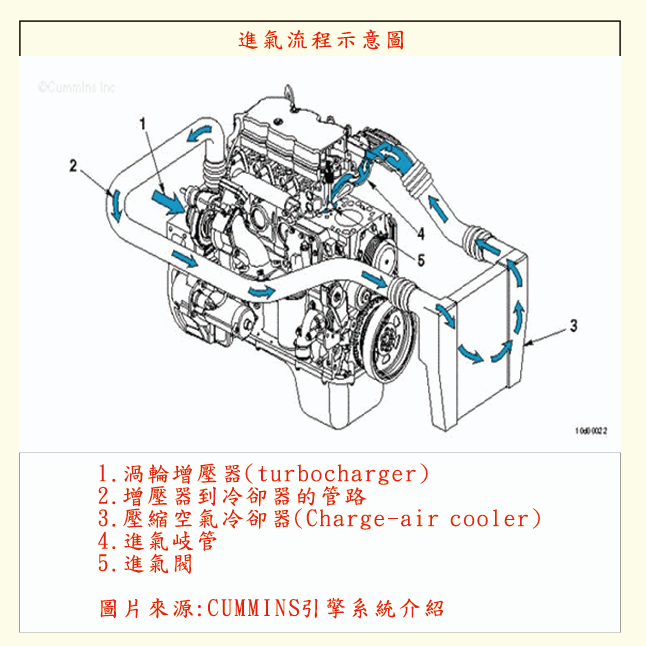 進氣流程示意圖
©Cummins Inc
1
2
4
5
3
10d00022
1.渦輪增壓器(turbocharger)
2.增壓器到冷卻器的管路
3.壓縮空氣冷卻器(Charge-air cooler)
4.進氣岐管
5.進氣閥
圖片來源:CUMMINS引擎系統介紹